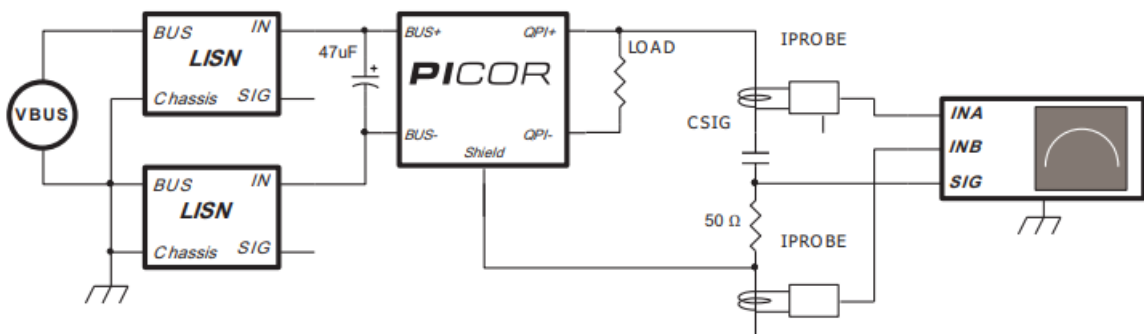 VBUS
BUS
IN
LISN
Chassis
SIG
BUS
IN
LISN
Chassis
SIG
47uF
+
BUS+
QPI+
PICOR
BUS-
QPI-
Shield
LOAD
IPROBE
CSIG
50 Ω
IPROBE
INA
INB
SIG